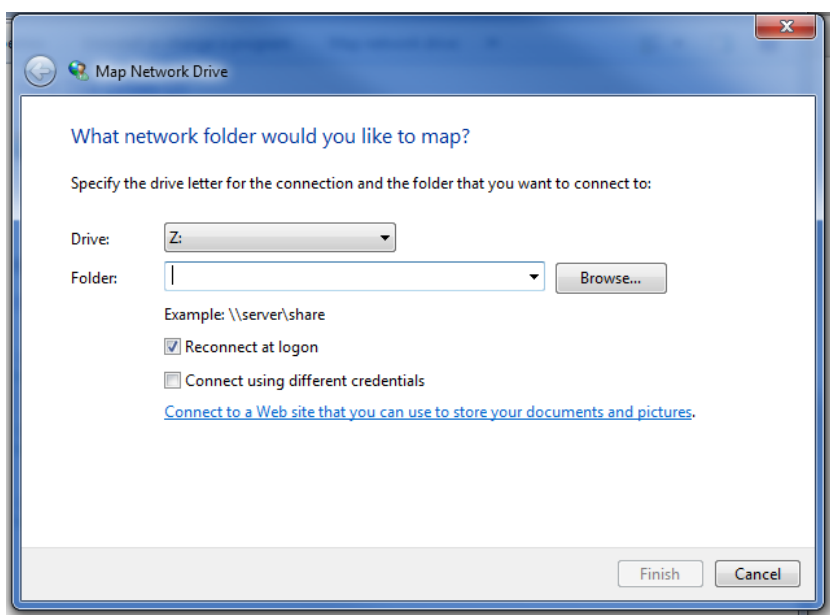 Map Network Drive
What network folder would you like to map?
Specify the drive letter for the connection and the folder that you want to connect to:
Drive: Z:
Folder: Browse...
Example: \\server\share
Reconnect at logon
Connect using different credentials
Connect to a Web site that you can use to store your documents and pictures.
Finish Cancel